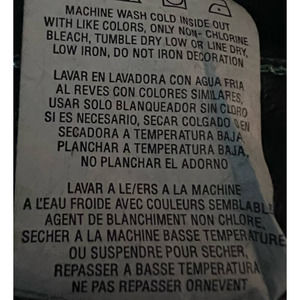 MACHINE WASH COLD INSIDE OUT
WITH LIKE COLORS, ONLY NON- CHLORINE
BLEACH, TUMBLE DRY LOW OR LINE DRY,
LOW IRON, DO NOT IRON DECORATION
LAVAR EN LAVADORA CON AGUA FRIA
AL REVES CON COLORES SIMILARES,
USAR SOLO BLANQUEADOR SIN CLORO
SI ES NECESARIO, SECAR COLGADO O EN
SECADORA A TEMPERATURA BAJA,
PLANCHAR A TEMPERATURA BAJA,
NO PLANCHAR EL ADORNO
LAVAR A LE/ERS A LA MACHINE
A L'EAU FROIDE AVEC COULEURS SEMBLABLE
AGENT DE BLANCHIMENT NON CHLORE,
SECHER A LA MACHINE BASSE TEMPERATURE
OU SUSPENDRE POUR SECHER,
REPASSER A BASSE TEMPERATURA
NE PAS REPASSER ORNEVENT